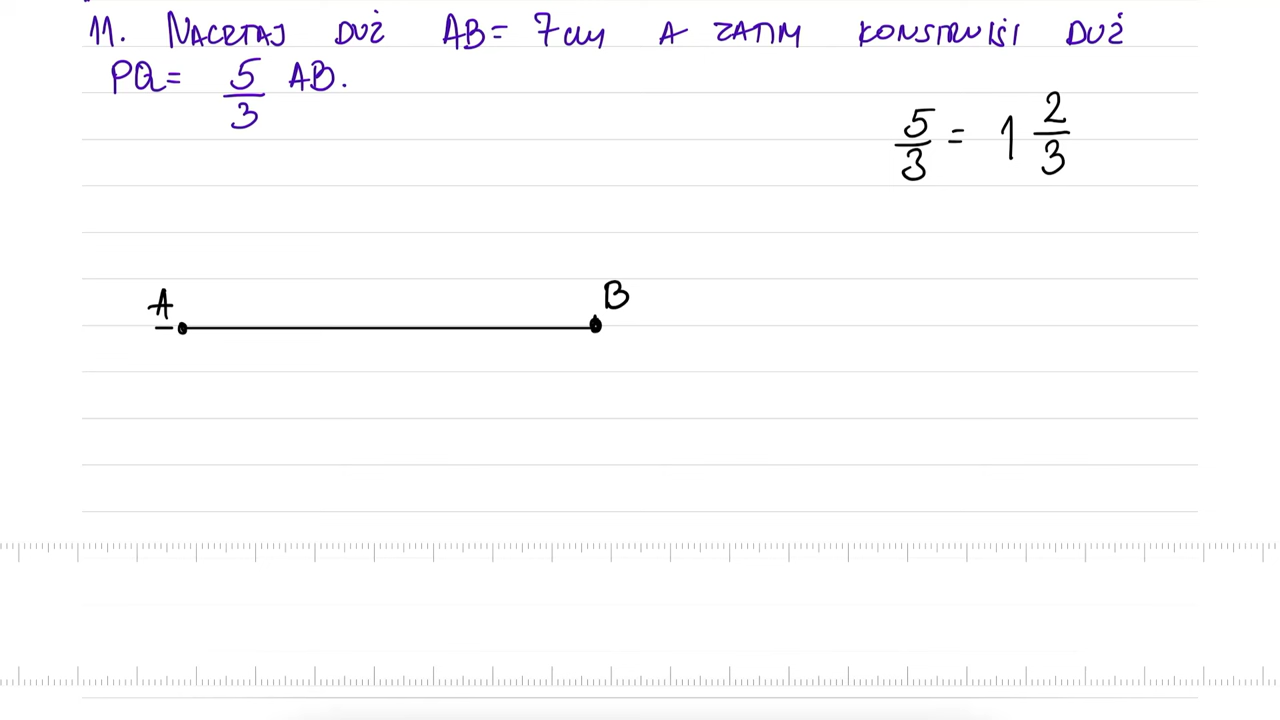 11. NACRTAJ DUŽ AB= 7cm A ZATIM KONSTRUIŠI DUŽ
PQ= 5/3 AB.
5/3 = 1 2/3
A B